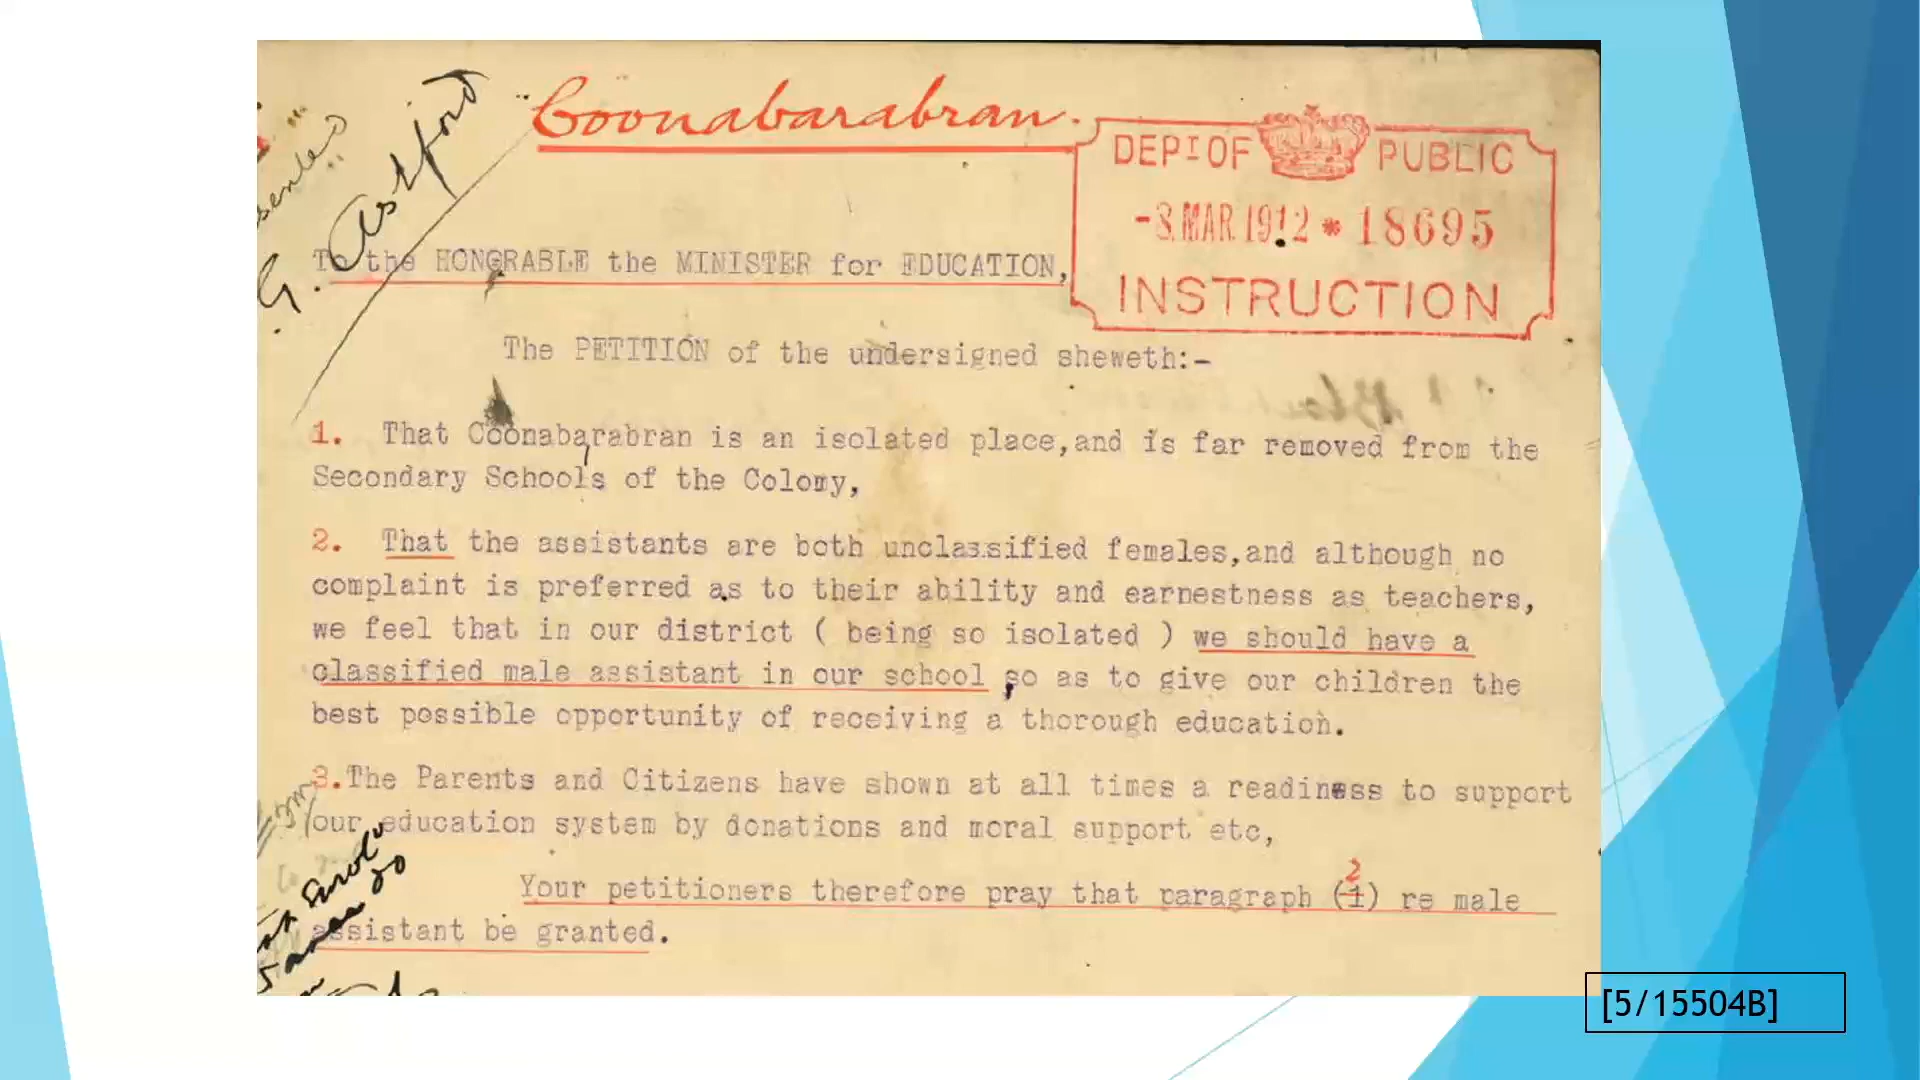 Coonabarabran.
DEPT OF PUBLIC
-8 MAR 1912 * 18695
INSTRUCTION
G. Ashford
To the HONORABLE the MINISTER for EDUCATION,
The PETITION of the undersigned sheweth:-
1. That Coonabarabran is an isolated place,and is far removed from the
Secondary Schools of the Colony,
2. That the assistants are both unclassified females,and although no
complaint is preferred as to their ability and earnestness as teachers,
we feel that in our district ( being so isolated ) we should have a
classified male assistant in our school so as to give our children the
best possible opportunity of receiving a thorough education.
3.The Parents and Citizens have shown at all times a readiness to support
our education system by donations and moral support etc,
2
Your petitioners therefore pray that paragraph (1) re male
assistant be granted.
[5/15504B]